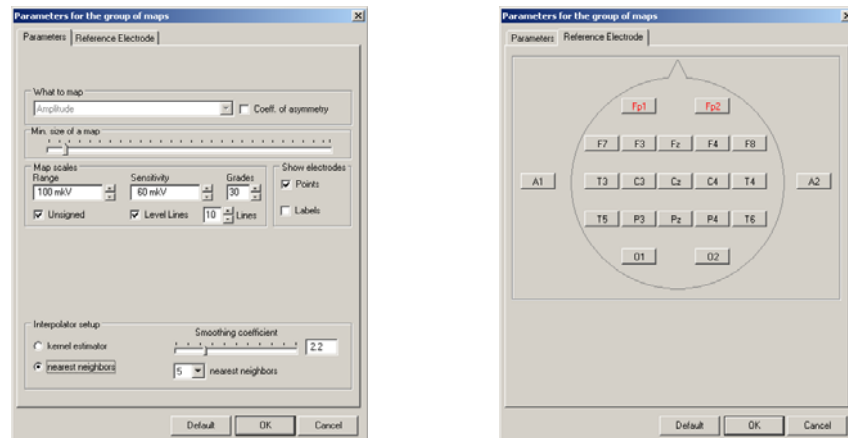 Parameters for the group of maps
Parameters Reference Electrode
What to map
Amplitude Coeff. of asymmetry
Min. size of a map
Map scales Show electrodes
Range Sensitivity Grades
100 mkV 60 mkV 30 Points
Unsigned Level Lines 10 Lines Labels
Interpolator setup
Smoothing coefficient
kernel estimator 2.2
nearest neighbors 5 nearest neighbors
Default OK Cancel
Parameters for the group of maps
Parameters Reference Electrode
Fp1 Fp2
F7 F3 Fz F4 F8
A1 T3 C3 Cz C4 T4 A2
T5 P3 Pz P4 T6
O1 O2
Default OK Cancel